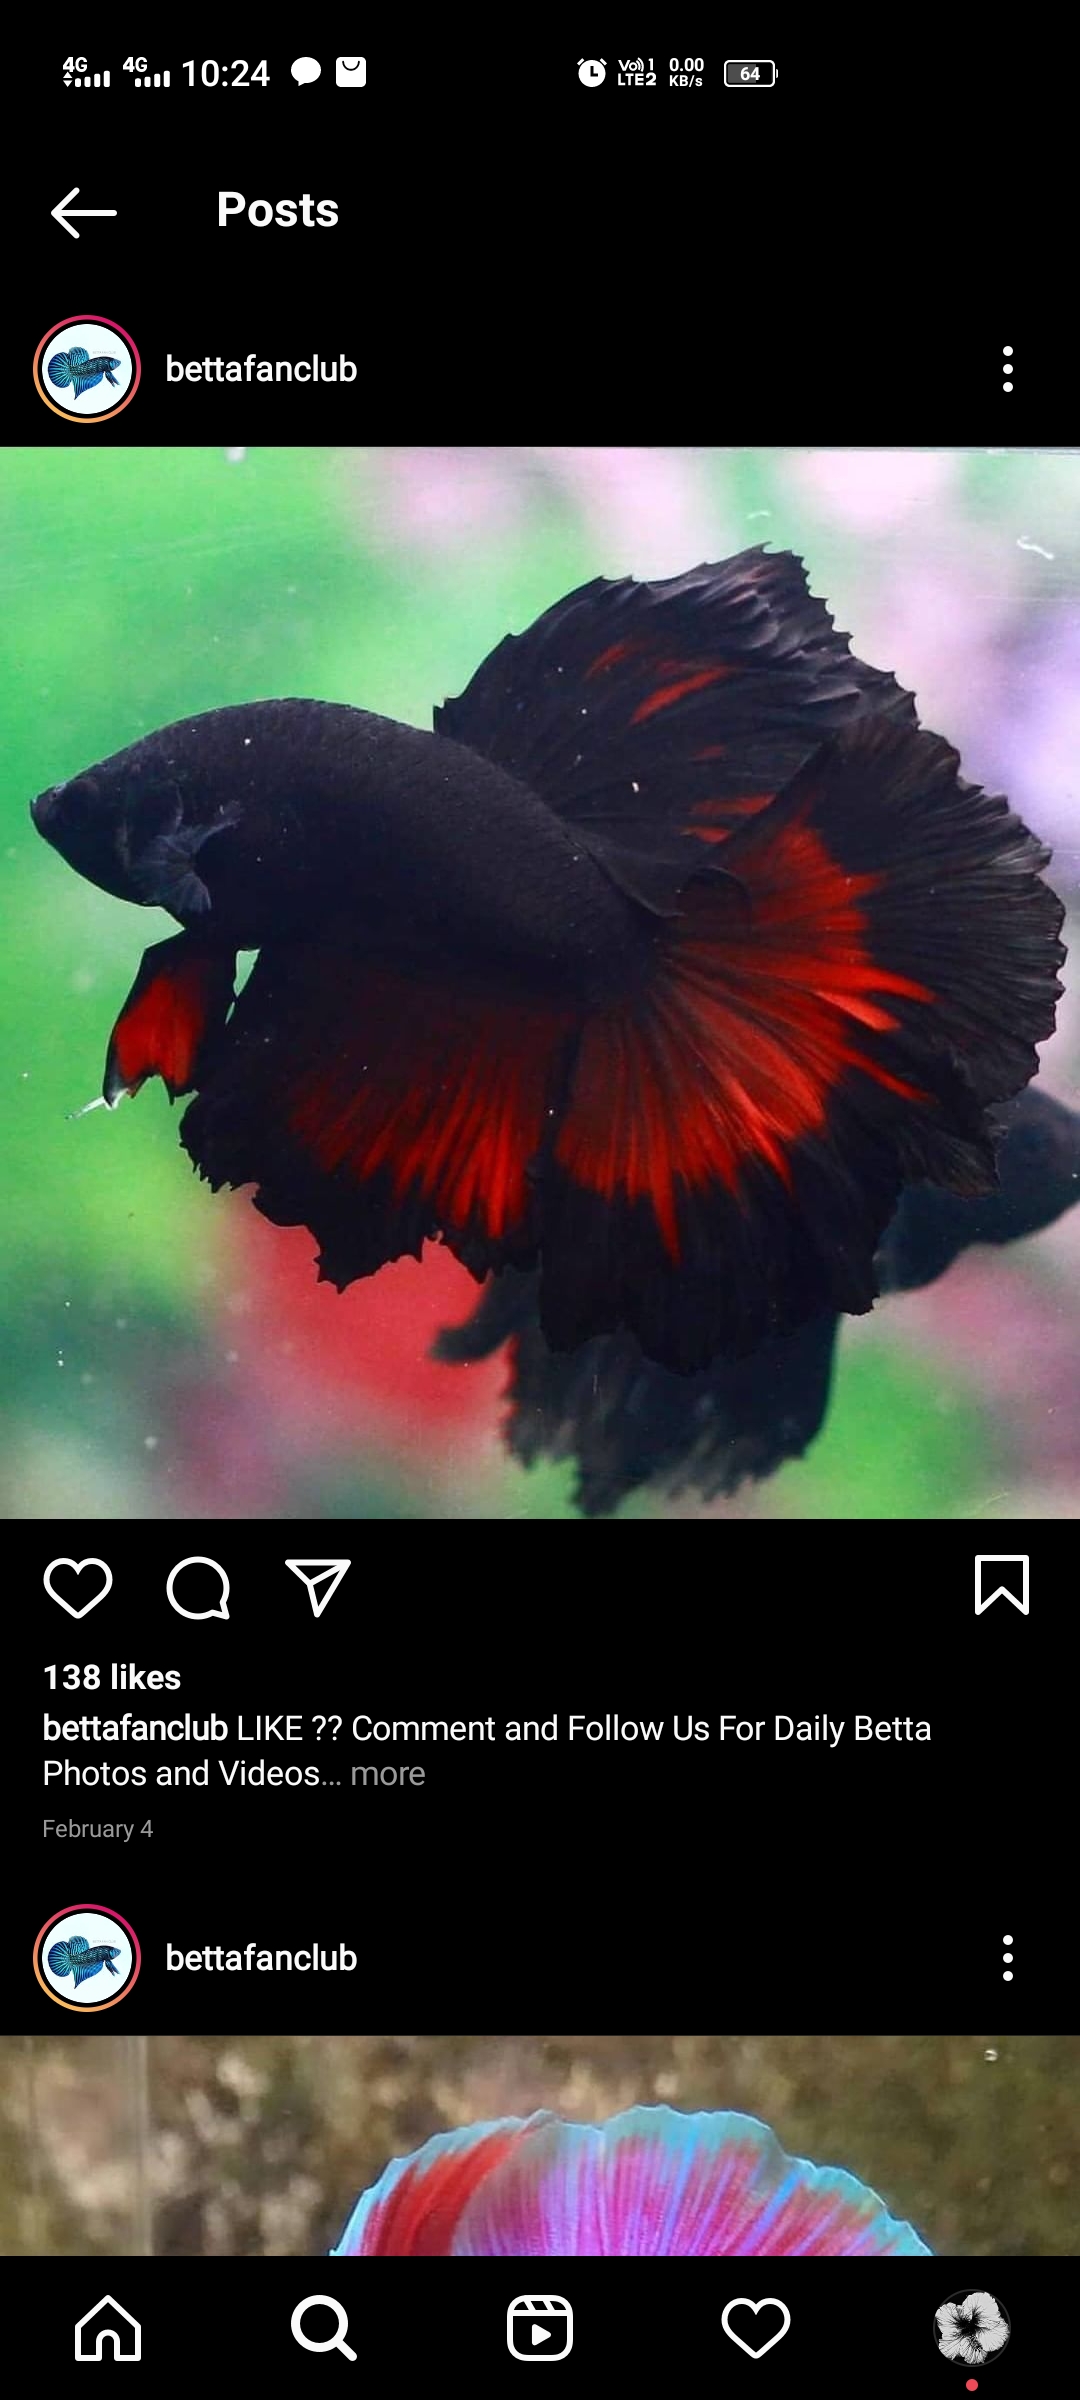 4G 4G 10:24 Vo))1 LTE2 0.00 KB/s 64
Posts
bettafanclub
138 likes
bettafanclub LIKE ?? Comment and Follow Us For Daily Betta
Photos and Videos... more
February 4
bettafanclub